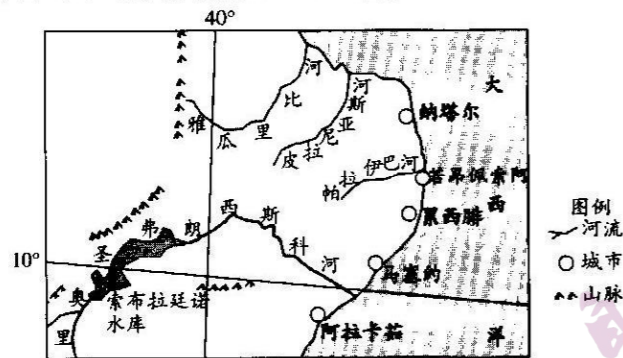 40°
雅瓜里比河
皮拉尼亚斯河
帕拉伊巴河
纳塔尔
若昂佩索阿
累西腓
马塞约
阿拉卡茹
大西洋
圣弗朗西斯科河
10°
奥里
索布拉廷诺
水库
图例
河流
城市
山脉